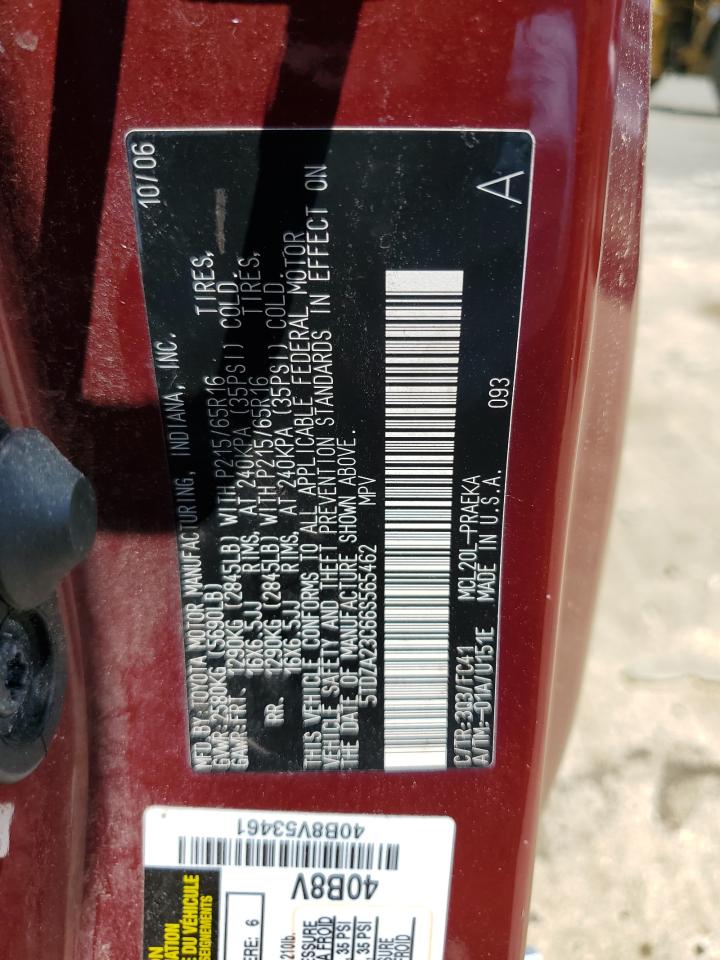 MFD.BY:TOYOTA MOTOR MANUFACTURING, INDIANA, INC. 10/06
GVWR:2580KG (5690LB)
GAWR:FRT. 1290KG (2845LB) WITH P215/65R16 TIRES,
16X6.5JJ RIMS, AT 240KPA (35PSI) COLD.
RR. 1290KG (2845LB) WITH P215/65R16 TIRES,
16X6.5JJ RIMS, AT 240KPA (35PSI) COLD.
THIS VEHICLE CONFORMS TO ALL APPLICABLE FEDERAL MOTOR
VEHICLE SAFETY AND THEFT PREVENTION STANDARDS IN EFFECT ON
THE DATE OF MANUFACTURE SHOWN ABOVE.
5TDZA23C66S565462 MPV
C/TR:3Q3/FC41 MCL20L-PRAEKA
A/TM:-01A/U151E MADE IN U.S.A. 093
A
40B8V53461
40B8V
DU VÉHICULE
6
35 PSI
35 PSI
FROID